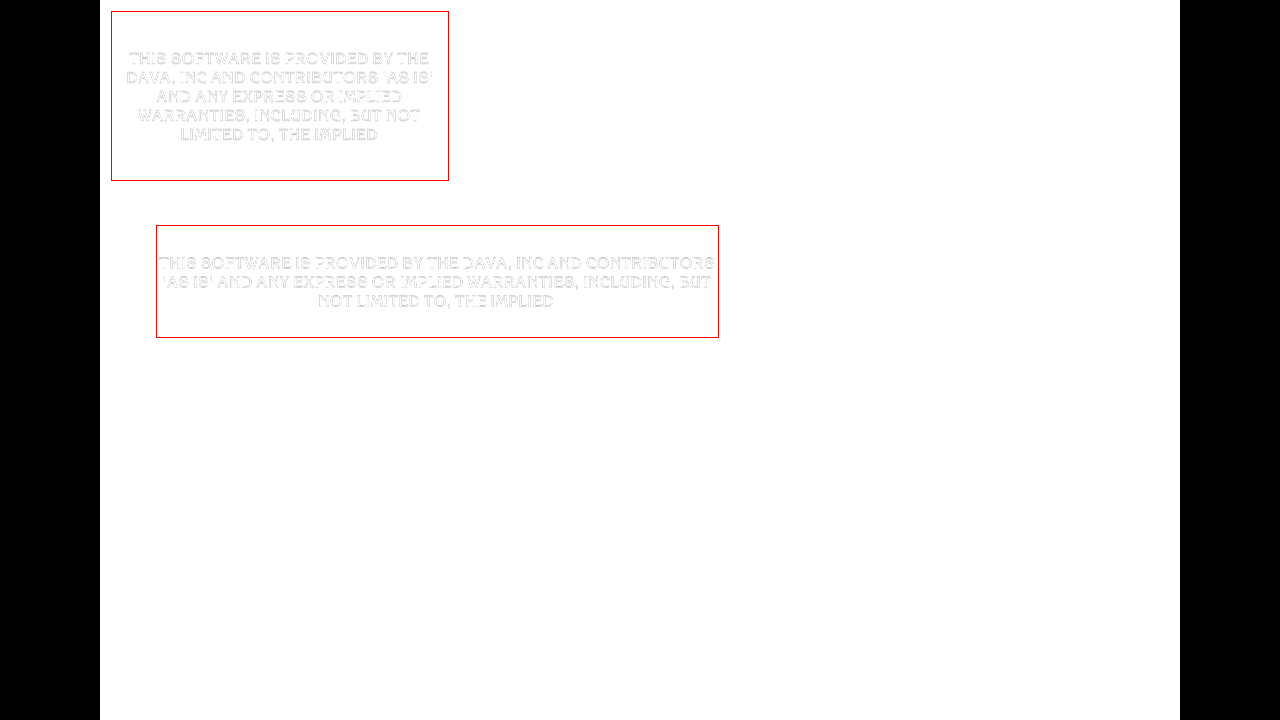 THIS SOFTWARE IS PROVIDED BY THE
DAVA, INC AND CONTRIBUTORS 'AS IS'
AND ANY EXPRESS OR IMPLIED
WARRANTIES, INCLUDING, BUT NOT
LIMITED TO, THE IMPLIED
THIS SOFTWARE IS PROVIDED BY THE DAVA, INC AND CONTRIBUTORS
'AS IS' AND ANY EXPRESS OR IMPLIED WARRANTIES, INCLUDING, BUT
NOT LIMITED TO, THE IMPLIED